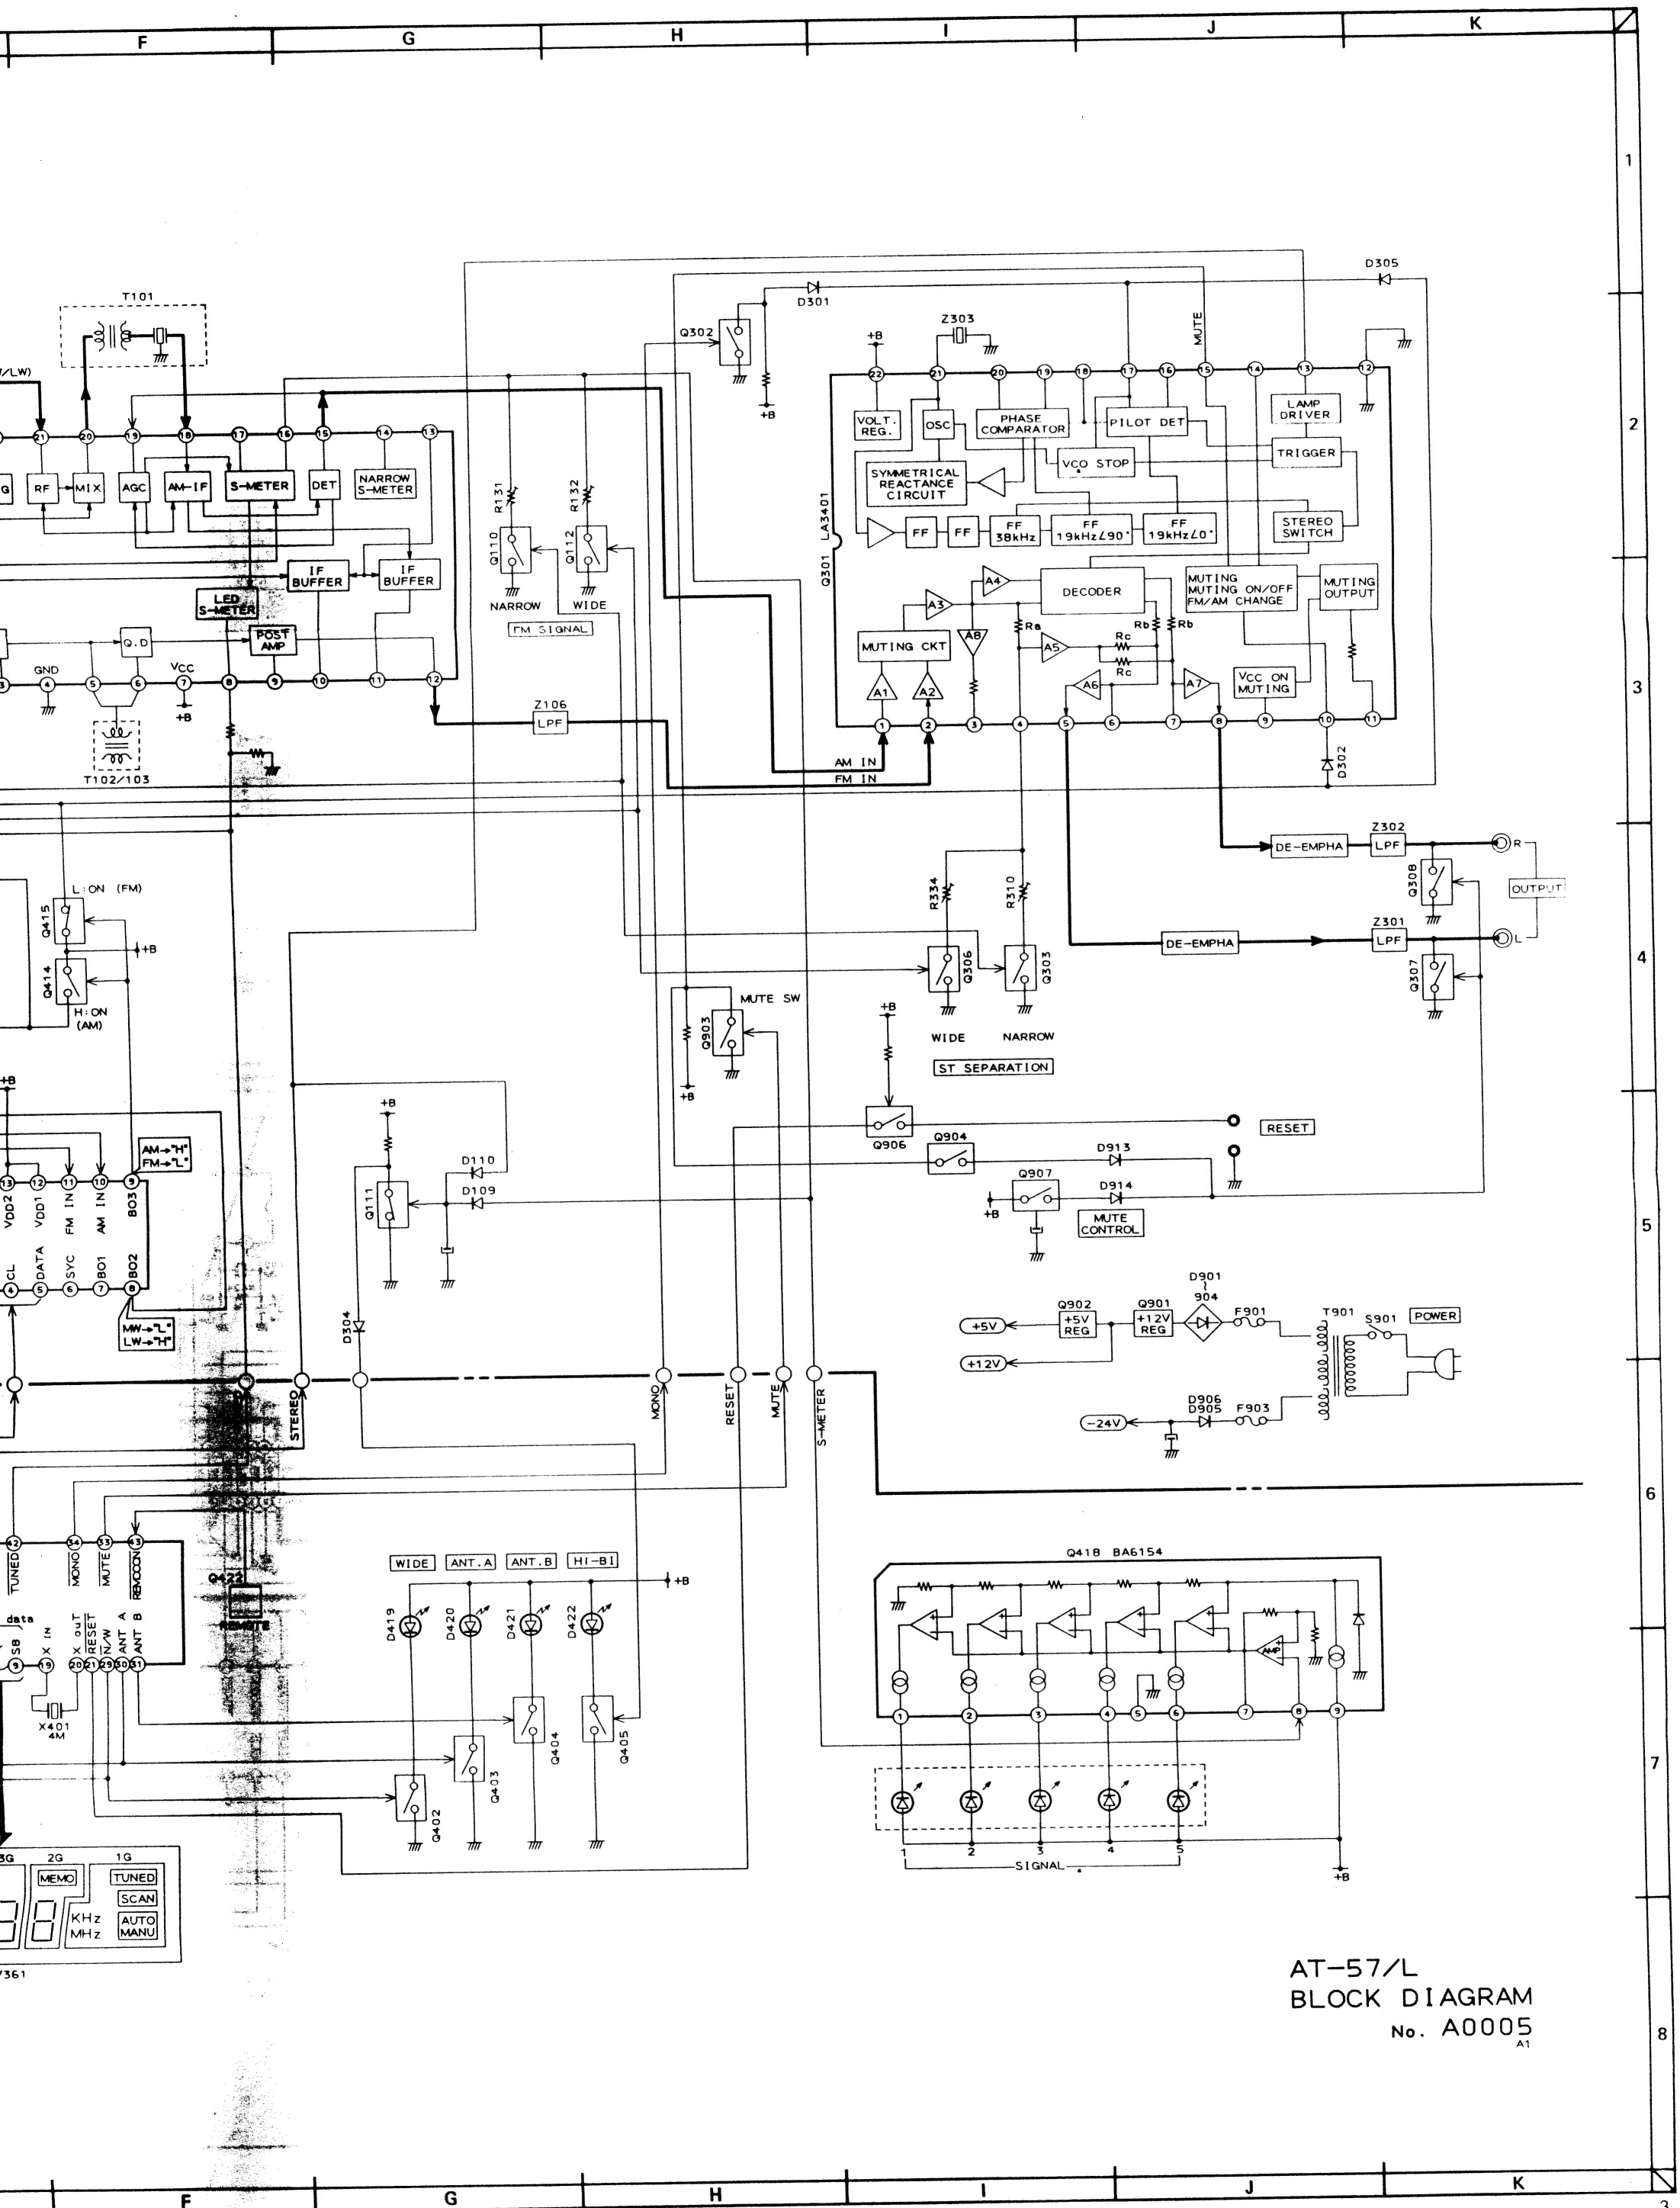 F G H I J K
1
T101
D301
D305
Q302
Z303
+B
MUTE
+B
22 21 20 19 18 17 16 15 14 13 12
2
21 20 19 18 17 16 15 14 13
RF
MIX
AGC
AM-IF
S-METER
DET
NARROW
S-METER
R131
R132
VOLT.
REG.
OSC
PHASE
COMPARATOR
PILOT DET
LAMP
DRIVER
VCO STOP
TRIGGER
SYMMETRICAL
REACTANCE
CIRCUIT
Q301 LA3401
FF
FF
FF
38kHz
FF
19kHz∠90°
FF
19kHz∠0°
STEREO
SWITCH
Q110
Q112
IF
BUFFER
IF
BUFFER
NARROW
WIDE
FM SIGNAL
LED
S-METER
POST
AMP
Q.D
A3
A4
A8
DECODER
Ra
A5
Rb
Rb
Rc
Rc
A6
A7
MUTING
MUTING ON/OFF
FM/AM CHANGE
MUTING
OUTPUT
MUTING CKT
A1
A2
VCC ON
MUTING
3
GND
VCC
4 5 6 7 8 9 10 11 12
+B
Z106
LPF
1 2 3 4 5 6 7 8 9 10 11
AM IN
FM IN
D302
T102/103
Z302
DE-EMPHA
LPF
R
Q308
OUTPUT
L:ON (FM)
Q415
+B
Q414
H:ON
(AM)
R334
R310
Z301
DE-EMPHA
LPF
L
Q307
4
Q306
Q303
MUTE SW
Q903
+B
+B
WIDE
NARROW
ST SEPARATION
+B
Q906
RESET
Q904
D913
Q907
D914
+B
MUTE
CONTROL
+B
Q111
D110
D109
AM→"H"
FM→"L"
13 12 11 10 9
VDD2
VDD1
FM IN
AM IN
BO3
CL
DATA
SYC
BO1
BO2
4 5 6 7 8
MW→"L"
LW→"H"
5
D304
D901
~
904
Q902
+5V
REG
Q901
+12V
REG
F901
T901
S901
POWER
+5V
+12V
D906
D905
F903
-24V
STEREO
MONO
RESET
MUTE
S-METER
6
42 34 33 43
TUNED
MONO
MUTE
REMOCON
Q422
REMOTE
data
S8
X IN
X OUT
RESET
N/W
ANT A
ANT B
9 19 20 21 29 30 31
X401
4M
WIDE
ANT.A
ANT.B
HI-BI
+B
D419
D420
D421
D422
Q402
Q403
Q404
Q405
Q418 BA6154
AMP
1 2 3 4 5 6 7 8 9
7
1 2 3 4 5
SIGNAL
+B
3G 2G 1G
MEMO
TUNED
SCAN
KHz
MHz
AUTO
MANU
AT-57/L
BLOCK DIAGRAM
No. A0005
A1
8
F G H I J K